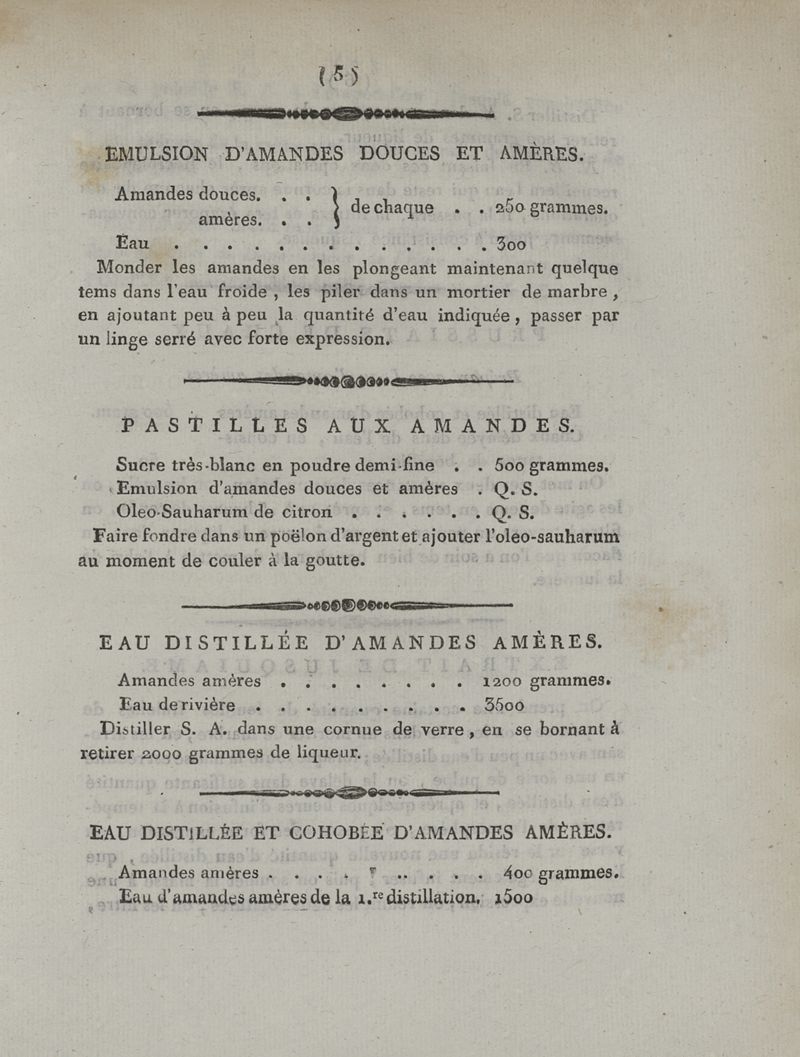 (5)
EMULSION D'AMANDES DOUCES ET AMÈRES.
Amandes douces. . . } de chaque . . 250 grammes.
amères. . .
Eau . . . . . . . . . . . . . 300
Monder les amandes en les plongeant maintenant quelque
tems dans l'eau froide , les piler dans un mortier de marbre ,
en ajoutant peu à peu la quantité d'eau indiquée , passer par
un linge serré avec forte expression.
PASTILLES AUX AMANDES.
Sucre très-blanc en poudre demi-fine . . 500 grammes.
Emulsion d'amandes douces et amères . Q. S.
Oleo-Sauharum de citron . . . . . . Q. S.
Faire fondre dans un poëlon d'argent et ajouter l'oleo-sauharum
au moment de couler à la goutte.
EAU DISTILLÉE D'AMANDES AMÈRES.
Amandes amères . . . . . . . . 1200 grammes.
Eau de rivière . . . . . . . . . 3500
Distiller S. A. dans une cornue de verre , en se bornant à
retirer 2000 grammes de liqueur.
EAU DISTILLÉE ET COHOBÉE D'AMANDES AMÈRES.
Amandes amères . . . . . . . . . 400 grammes.
Eau d'amandes amères de la 1.re distillation. 1500